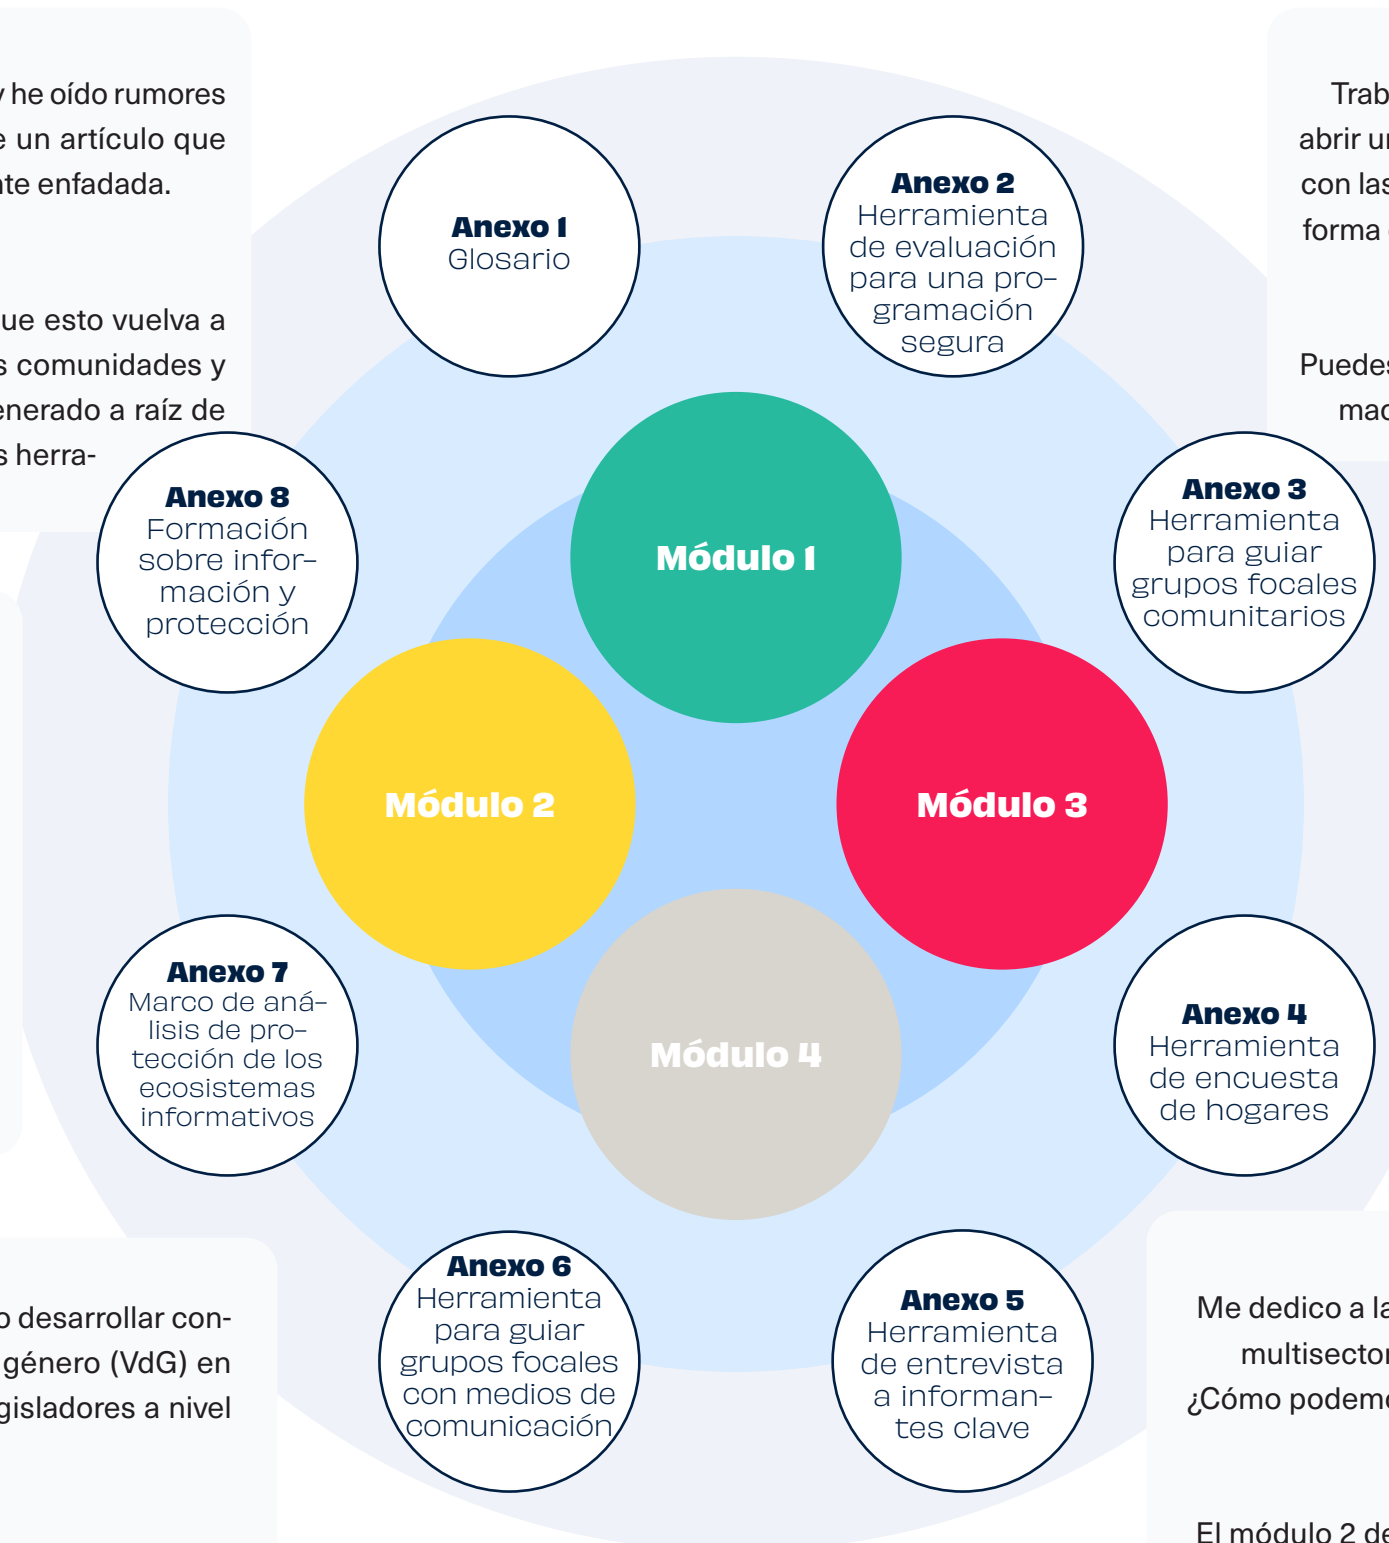 y he oído rumores
e un artículo que
te enfadada.
ue esto vuelva a
s comunidades y
enerado a raíz de
s herra-
Trab
abrir un
con las
forma
Puedes
mac
Anexo 1
Glosario
Anexo 2
Herramienta
de evaluación
para una pro-
gramación
segura
Anexo 8
Formación
sobre infor-
mación y
protección
Anexo 3
Herramienta
para guiar
grupos focales
comunitarios
Módulo 1
Módulo 2
Módulo 3
Módulo 4
Anexo 7
Marco de aná-
lisis de pro-
tección de los
ecosistemas
informativos
Anexo 4
Herramienta
de encuesta
de hogares
Anexo 6
Herramienta
para guiar
grupos focales
con medios de
comunicación
Anexo 5
Herramienta
de entrevista
a informan-
tes clave
o desarrollar con-
género (VdG) en
gisladores a nivel
Me dedico a la
multisector
¿Cómo podemo
El módulo 2 de